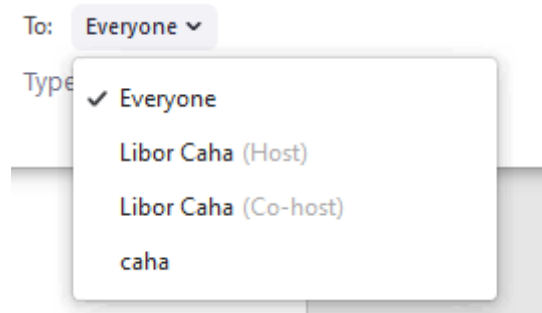 To: Everyone
Type
Everyone
Libor Caha (Host)
Libor Caha (Co-host)
caha